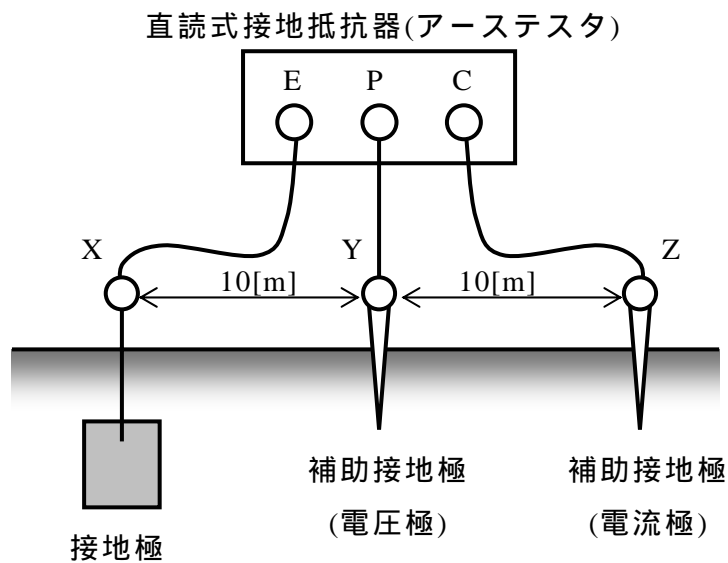 直読式接地抵抗器(アーステスタ)
E P C
X Y Z
10[m] 10[m]
補助接地極 補助接地極
(電圧極) (電流極)
接地極